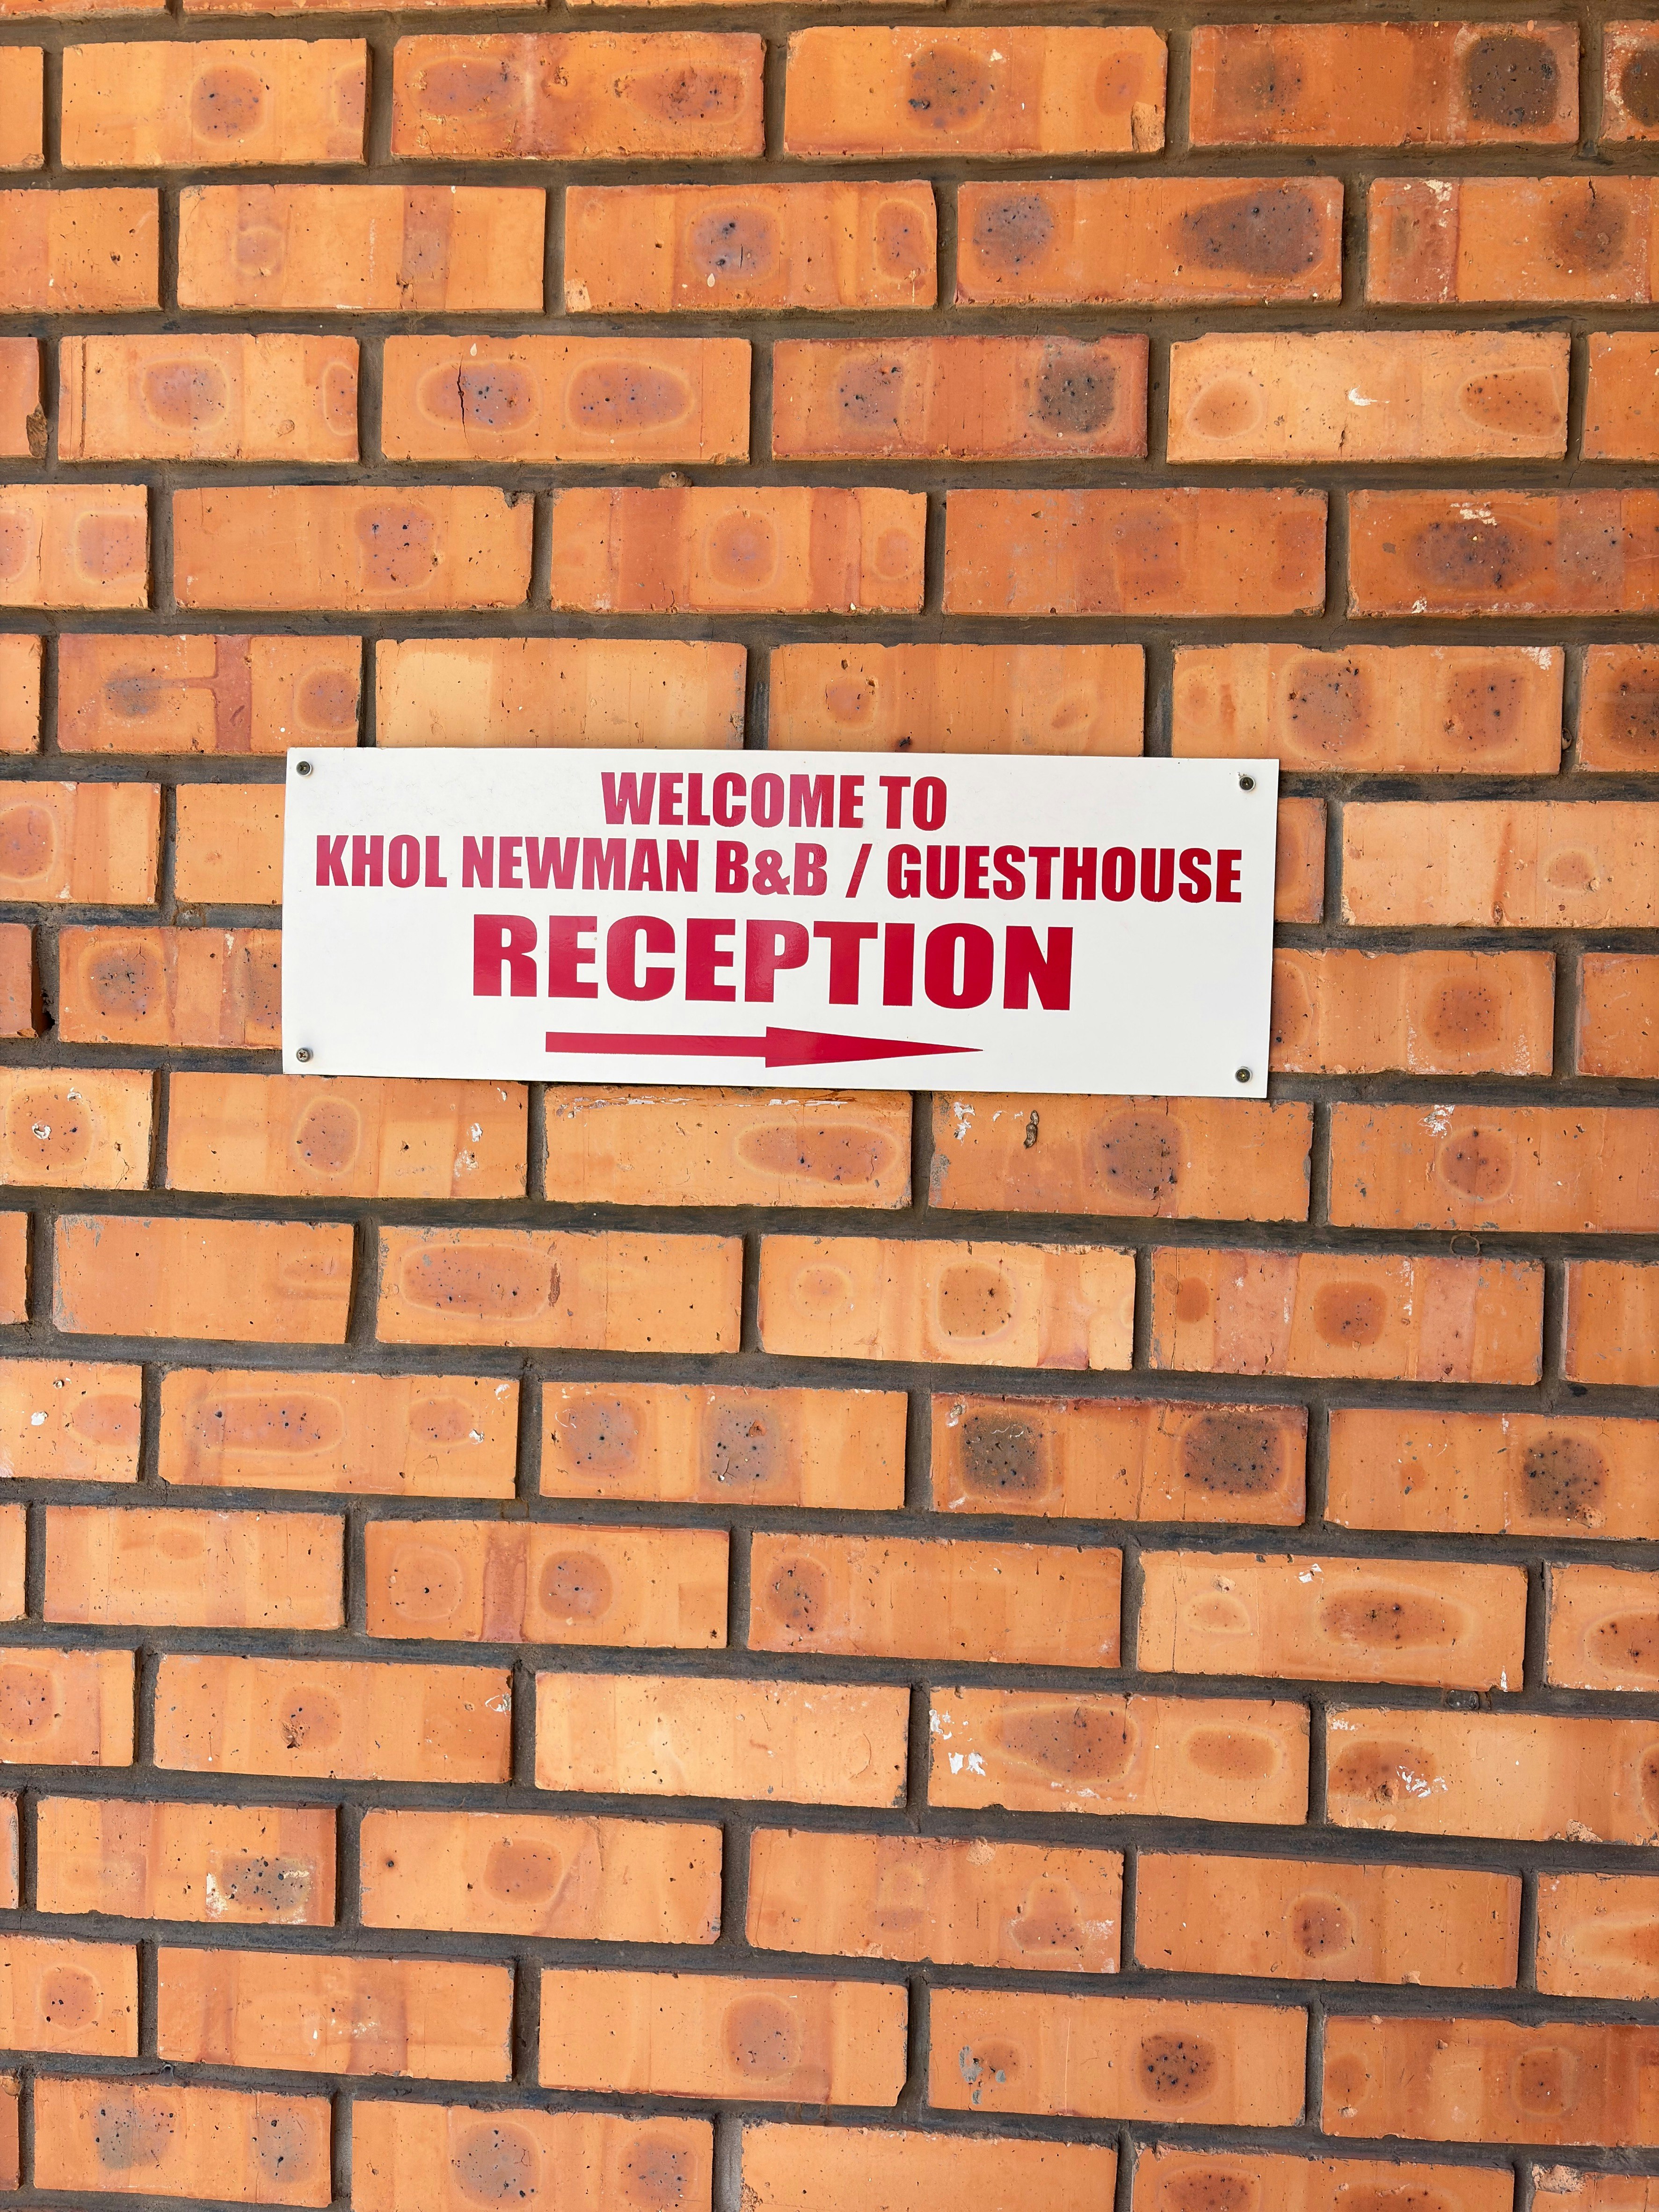 WELCOME TO
KHOL NEWMAN B&B / GUESTHOUSE
RECEPTION